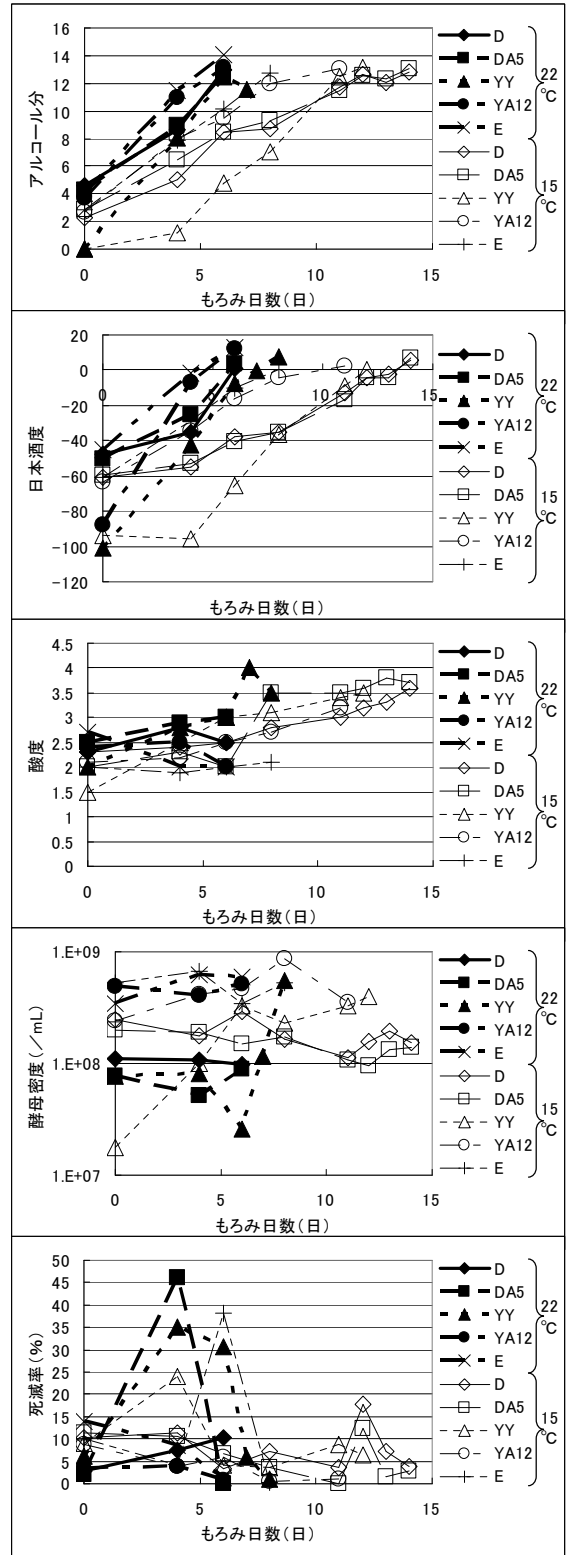 16
14
12
10
8
6
4
2
0
アルコール分
0 5 10 15
もろみ日数(日)
D
DA5
YY
YA12
E
22℃
D
DA5
YY
YA12
E
15℃
20
0
-20
-40
-60
-80
-100
-120
日本酒度
0 5 10 15
もろみ日数(日)
D
DA5
YY
YA12
E
22℃
D
DA5
YY
YA12
E
15℃
4.5
4
3.5
3
2.5
2
1.5
1
0.5
0
酸度
0 5 10 15
もろみ日数(日)
D
DA5
YY
YA12
E
22℃
D
DA5
YY
YA12
E
15℃
1.E+09
1.E+08
1.E+07
酵母密度(/mL)
0 5 10 15
もろみ日数(日)
D
DA5
YY
YA12
E
22℃
D
DA5
YY
YA12
E
15℃
50
45
40
35
30
25
20
15
10
5
0
死滅率(%)
0 5 10 15
もろみ日数(日)
D
DA5
YY
YA12
E
22℃
D
DA5
YY
YA12
E
15℃